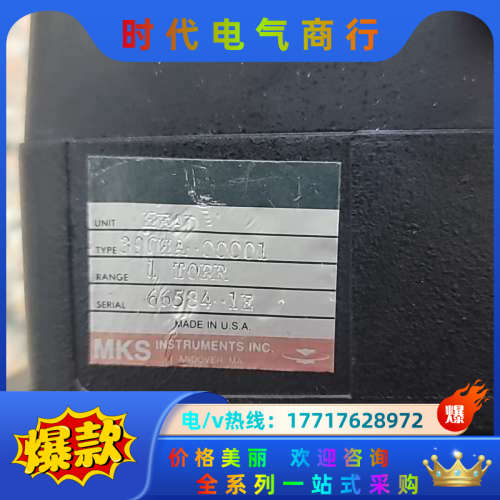 时代电气商行
UNIT HEAD
TYPE 390HA-00001
RANGE 1 TORR
SERIAL 66584-1E
MADE IN U.S.A.
MKS INSTRUMENTS INC.
ANDOVER, MA
爆
爆款
电/v热线：17717628972
价格美丽 欢迎咨询
全系列一站式采购